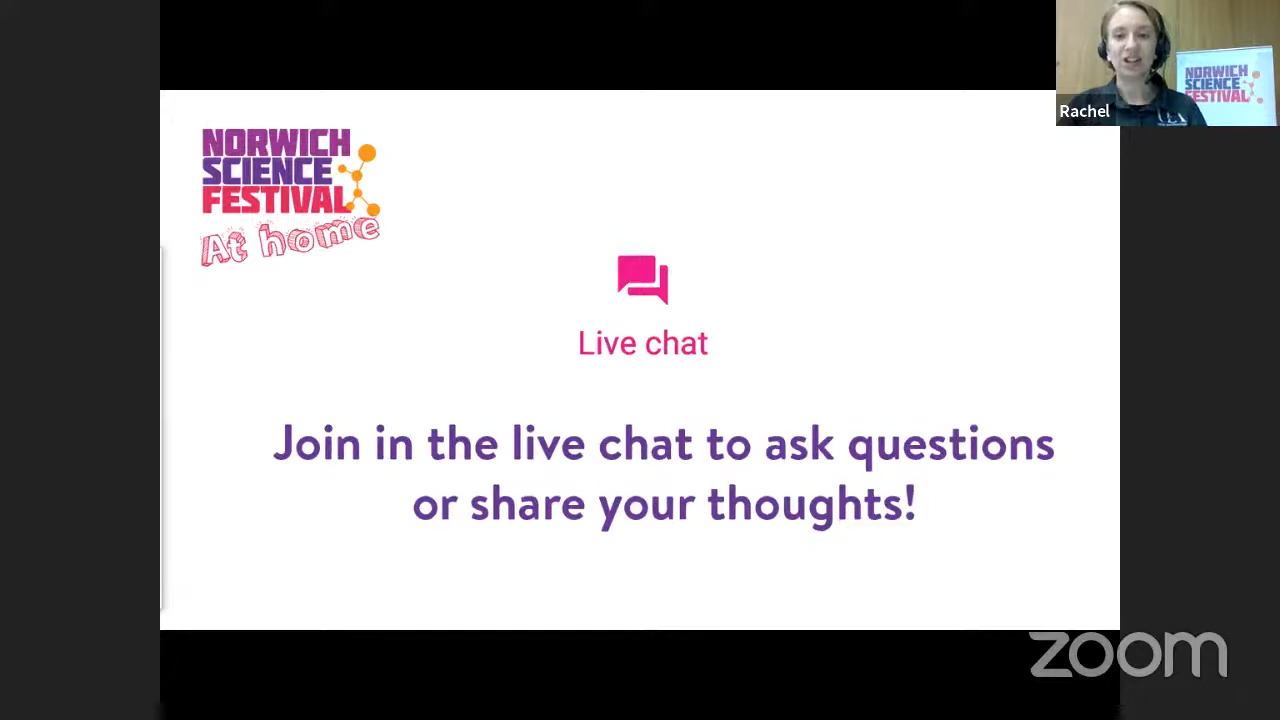 NORWICH
SCIENCE
FESTIVAL
At home
Live chat
Join in the live chat to ask questions
or share your thoughts!
NORWICH
SCIENCE
FESTIVAL
Rachel
zoom